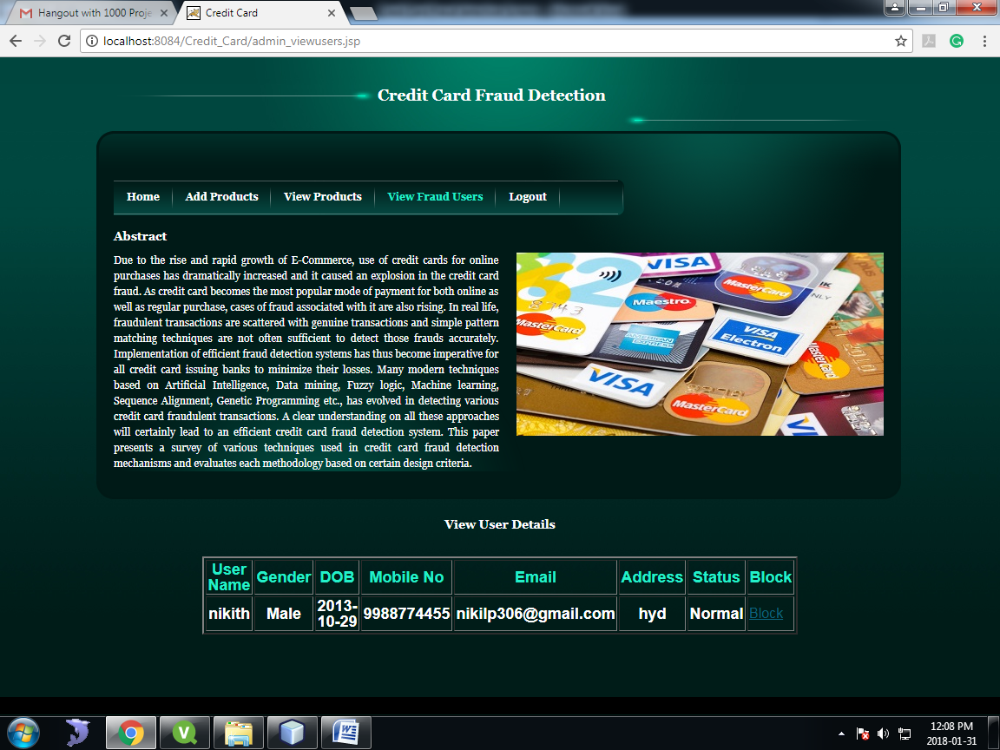 Hangout with 1000 Proje
Credit Card
localhost:8084/Credit_Card/admin_viewusers.jsp
Credit Card Fraud Detection
Home
Add Products
View Products
View Fraud Users
Logout
Abstract
Due to the rise and rapid growth of E-Commerce, use of credit cards for online
purchases has dramatically increased and it caused an explosion in the credit card
fraud. As credit card becomes the most popular mode of payment for both online as
well as regular purchase, cases of fraud associated with it are also rising. In real life,
fraudulent transactions are scattered with genuine transactions and simple pattern
matching techniques are not often sufficient to detect those frauds accurately.
Implementation of efficient fraud detection systems has thus become imperative for
all credit card issuing banks to minimize their losses. Many modern techniques
based on Artificial Intelligence, Data mining, Fuzzy logic, Machine learning,
Sequence Alignment, Genetic Programming etc., has evolved in detecting various
credit card fraudulent transactions. A clear understanding on all these approaches
will certainly lead to an efficient credit card fraud detection system. This paper
presents a survey of various techniques used in credit card fraud detection
mechanisms and evaluates each methodology based on certain design criteria.
VISA
MasterCard
NLY
Maestro
8743
MasterCard
AMERICAN
EXPRESS
VISA
Electron
MasterCard
VISA
MasterCard
VISA
View User Details
User Name Gender DOB Mobile No Email Address Status Block
nikith Male 2013-10-29 9988774455 nikilp306@gmail.com hyd Normal Block
12:08 PM
2018-01-31